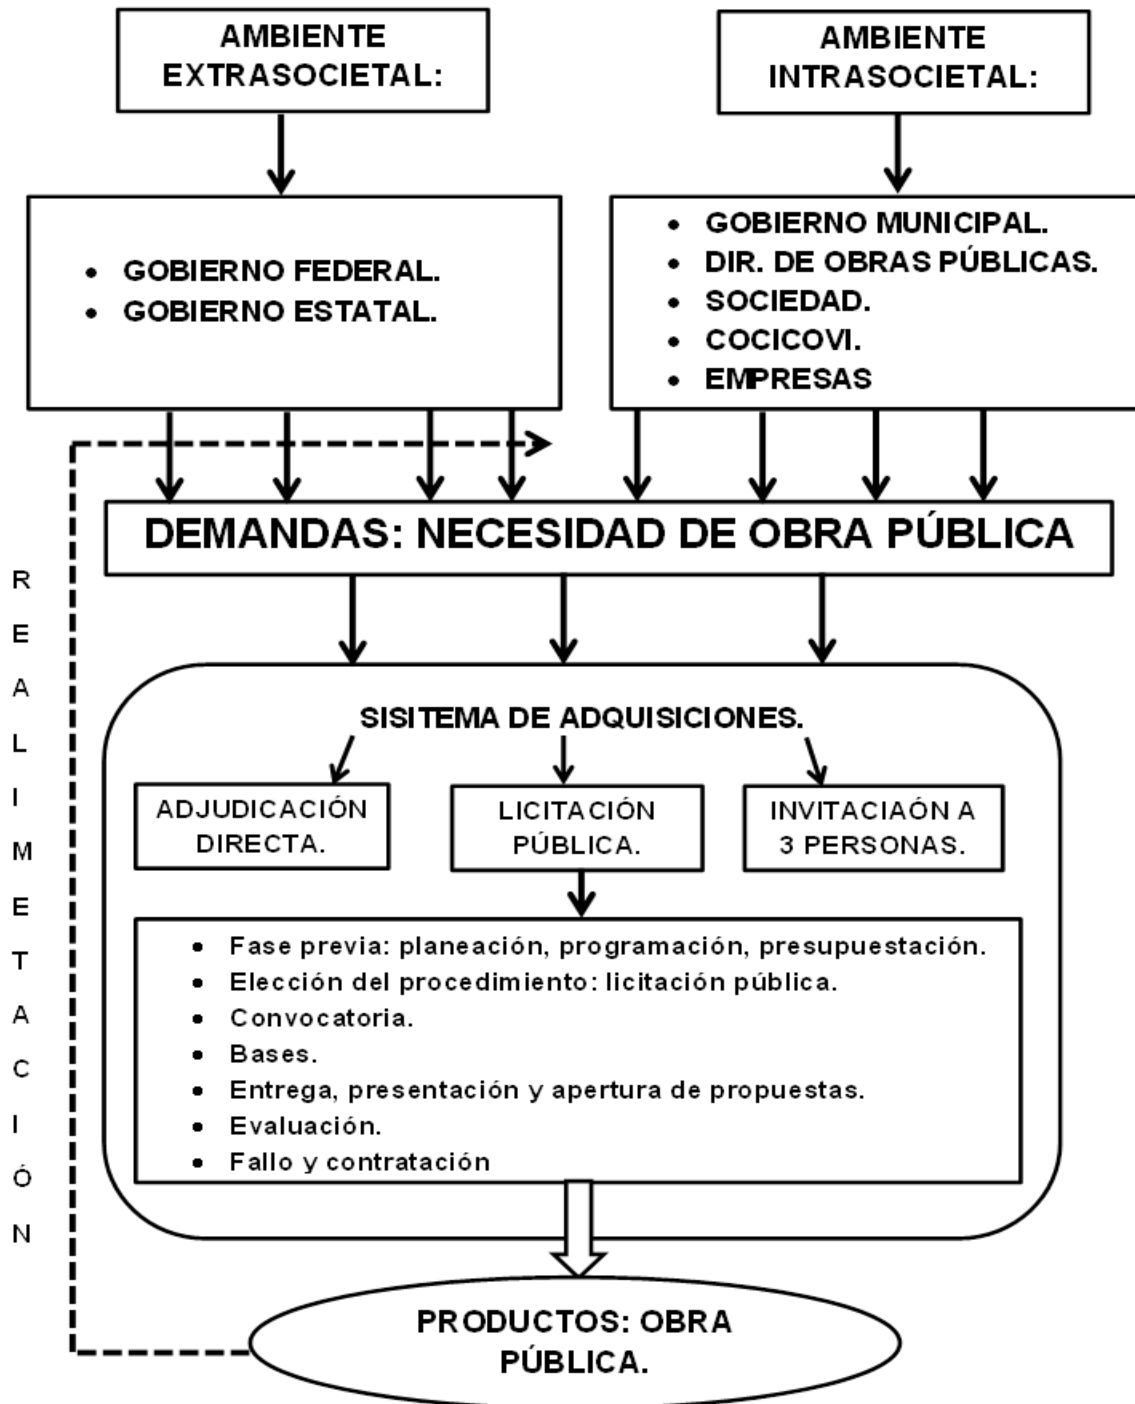 AMBIENTE
EXTRASOCIETAL:
AMBIENTE
INTRASOCIETAL:
• GOBIERNO FEDERAL.
• GOBIERNO ESTATAL.
• GOBIERNO MUNICIPAL.
• DIR. DE OBRAS PÚBLICAS.
• SOCIEDAD.
• COCICOVI.
• EMPRESAS
DEMANDAS: NECESIDAD DE OBRA PÚBLICA
REALIMETACIÓN
SISITEMA DE ADQUISICIONES.
ADJUDICACIÓN
DIRECTA.
LICITACIÓN
PÚBLICA.
INVITACIAÓN A
3 PERSONAS.
• Fase previa: planeación, programación, presupuestación.
• Elección del procedimiento: licitación pública.
• Convocatoria.
• Bases.
• Entrega, presentación y apertura de propuestas.
• Evaluación.
• Fallo y contratación
PRODUCTOS: OBRA
PÚBLICA.